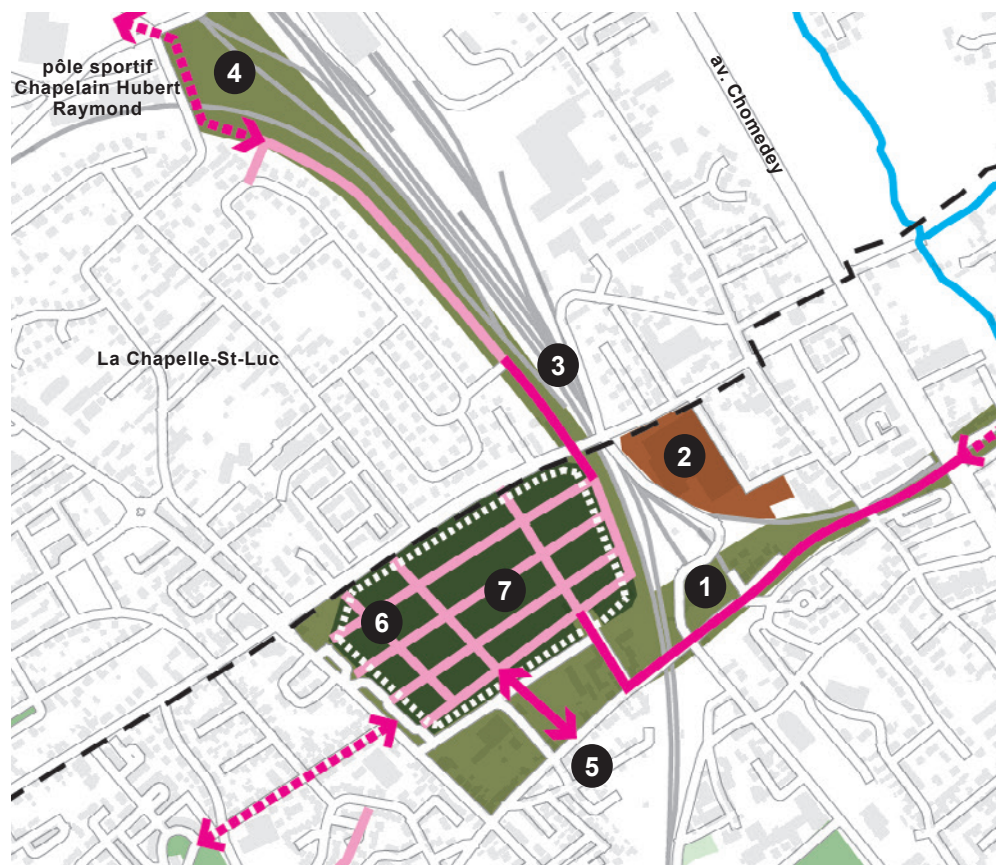 4
pôle sportif
Chapelain Hubert
Raymond
av. Chomedey
La Chapelle-St-Luc
3
2
1
7
6
5